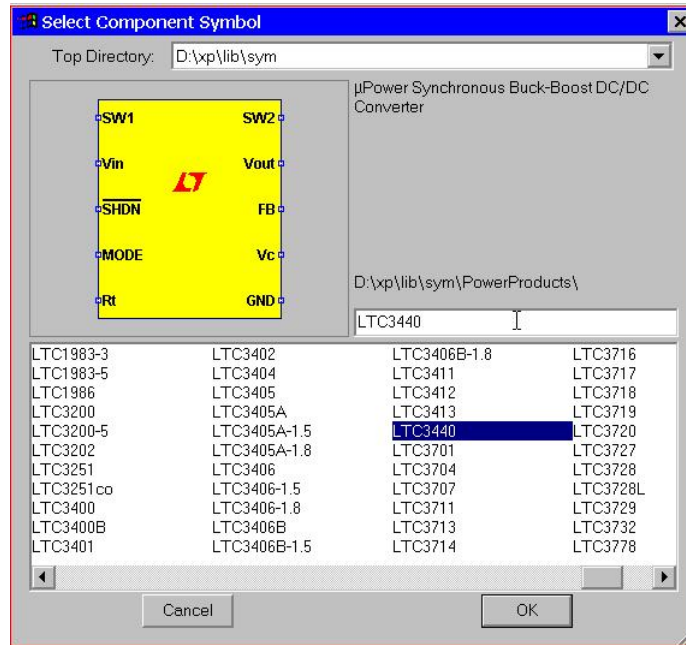 Select Component Symbol
Top Directory: D:\xp\lib\sym
µPower Synchronous Buck-Boost DC/DC
Converter
SW1 SW2
Vin Vout
SHDN FB
MODE Vc
Rt GND
D:\xp\lib\sym\PowerProducts\
LTC3440
LTC1983-3 LTC3402 LTC3406B-1.8 LTC3716
LTC1983-5 LTC3404 LTC3411 LTC3717
LTC1986 LTC3405 LTC3412 LTC3718
LTC3200 LTC3405A LTC3413 LTC3719
LTC3200-5 LTC3405A-1.5 LTC3440 LTC3720
LTC3202 LTC3405A-1.8 LTC3701 LTC3727
LTC3251 LTC3406 LTC3704 LTC3728
LTC3251co LTC3406-1.5 LTC3707 LTC3728L
LTC3400 LTC3406-1.8 LTC3711 LTC3729
LTC3400B LTC3406B LTC3713 LTC3732
LTC3401 LTC3406B-1.5 LTC3714 LTC3778
Cancel OK